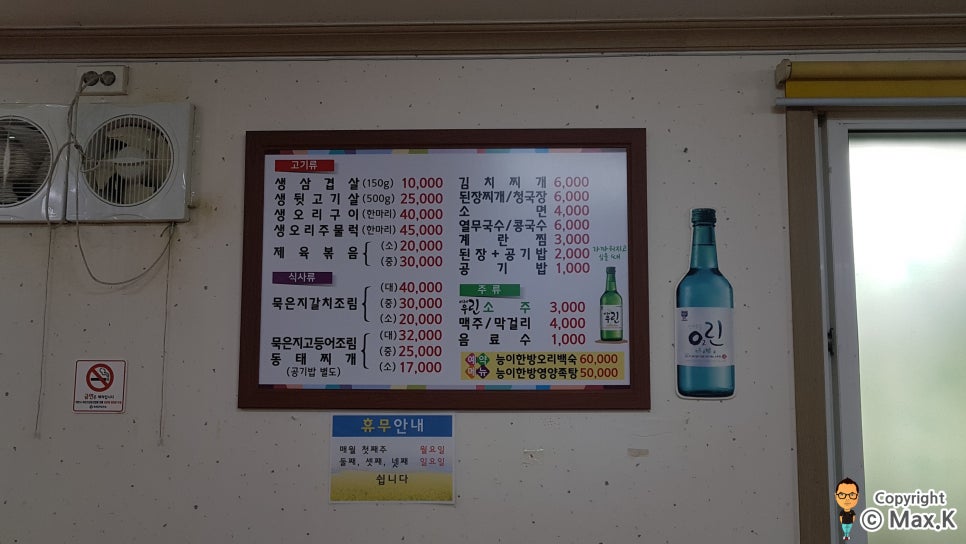 고기류
생삼겹살(150g) 10,000
생뒷고기살(500g) 25,000
생오리구이(한마리) 40,000
생오리주물럭(한마리) 45,000
제육볶음 (소) 20,000
(중) 30,000
식사류
묵은지갈치조림 (대) 40,000
(중) 30,000
(소) 20,000
묵은지고등어조림 (대) 32,000
동태찌개 (중) 25,000
(공기밥 별도) (소) 17,000
김치찌개 6,000
된장찌개/청국장 6,000
소면 4,000
열무국수/콩국수 6,000
계란찜 3,000
된장+공기밥 2,000
공기밥 1,000
주류
우린소주 3,000
맥주/막걸리 4,000
음료수 1,000
예약
메뉴
능이한방오리백숙 60,000
능이한방영양족탕 50,000
O₂린
휴무안내
매월 첫째주 월요일
둘째, 셋째, 넷째 일요일
쉽니다
Copyright
© Max.K